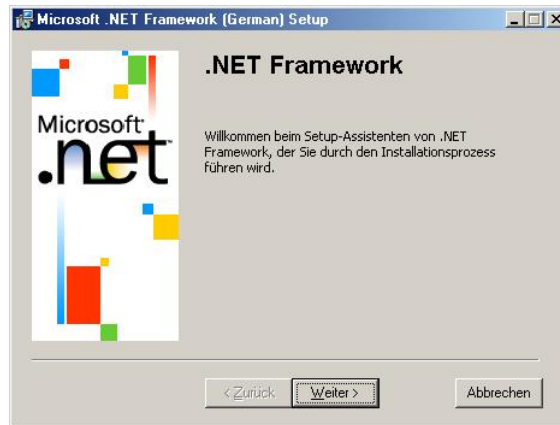 Microsoft .NET Framework (German) Setup
.NET Framework
Microsoft
.net
Willkommen beim Setup-Assistenten von .NET
Framework, der Sie durch den Installationsprozess
führen wird.
< Zurück
Weiter >
Abbrechen